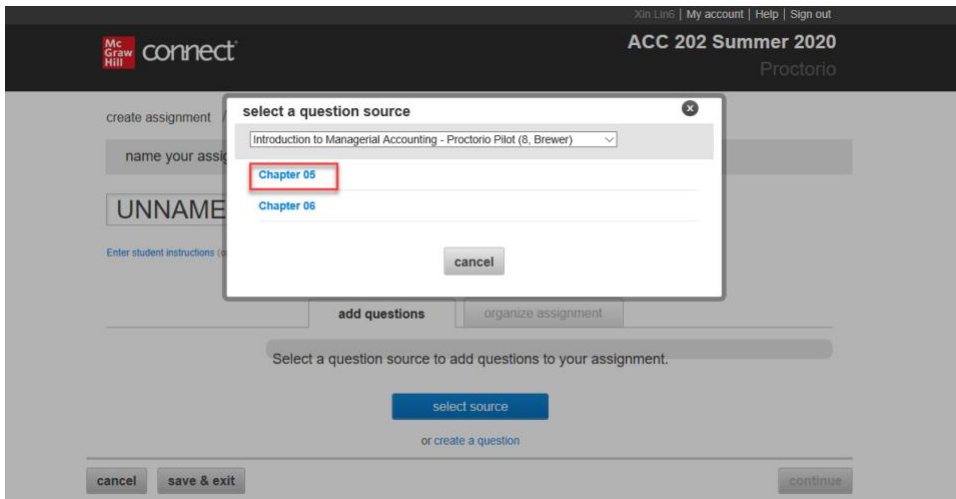 Xin Lin6 | My account | Help | Sign out
Mc
Graw
Hill
connect
ACC 202 Summer 2020
Proctorio
create assignment /
select a question source
Introduction to Managerial Accounting - Proctorio Pilot (8, Brewer)
name your assig
Chapter 05
Chapter 06
UNNAME
Enter student instructions (o
cancel
add questions
organize assignment
Select a question source to add questions to your assignment.
select source
or create a question
cancel
save & exit
continue